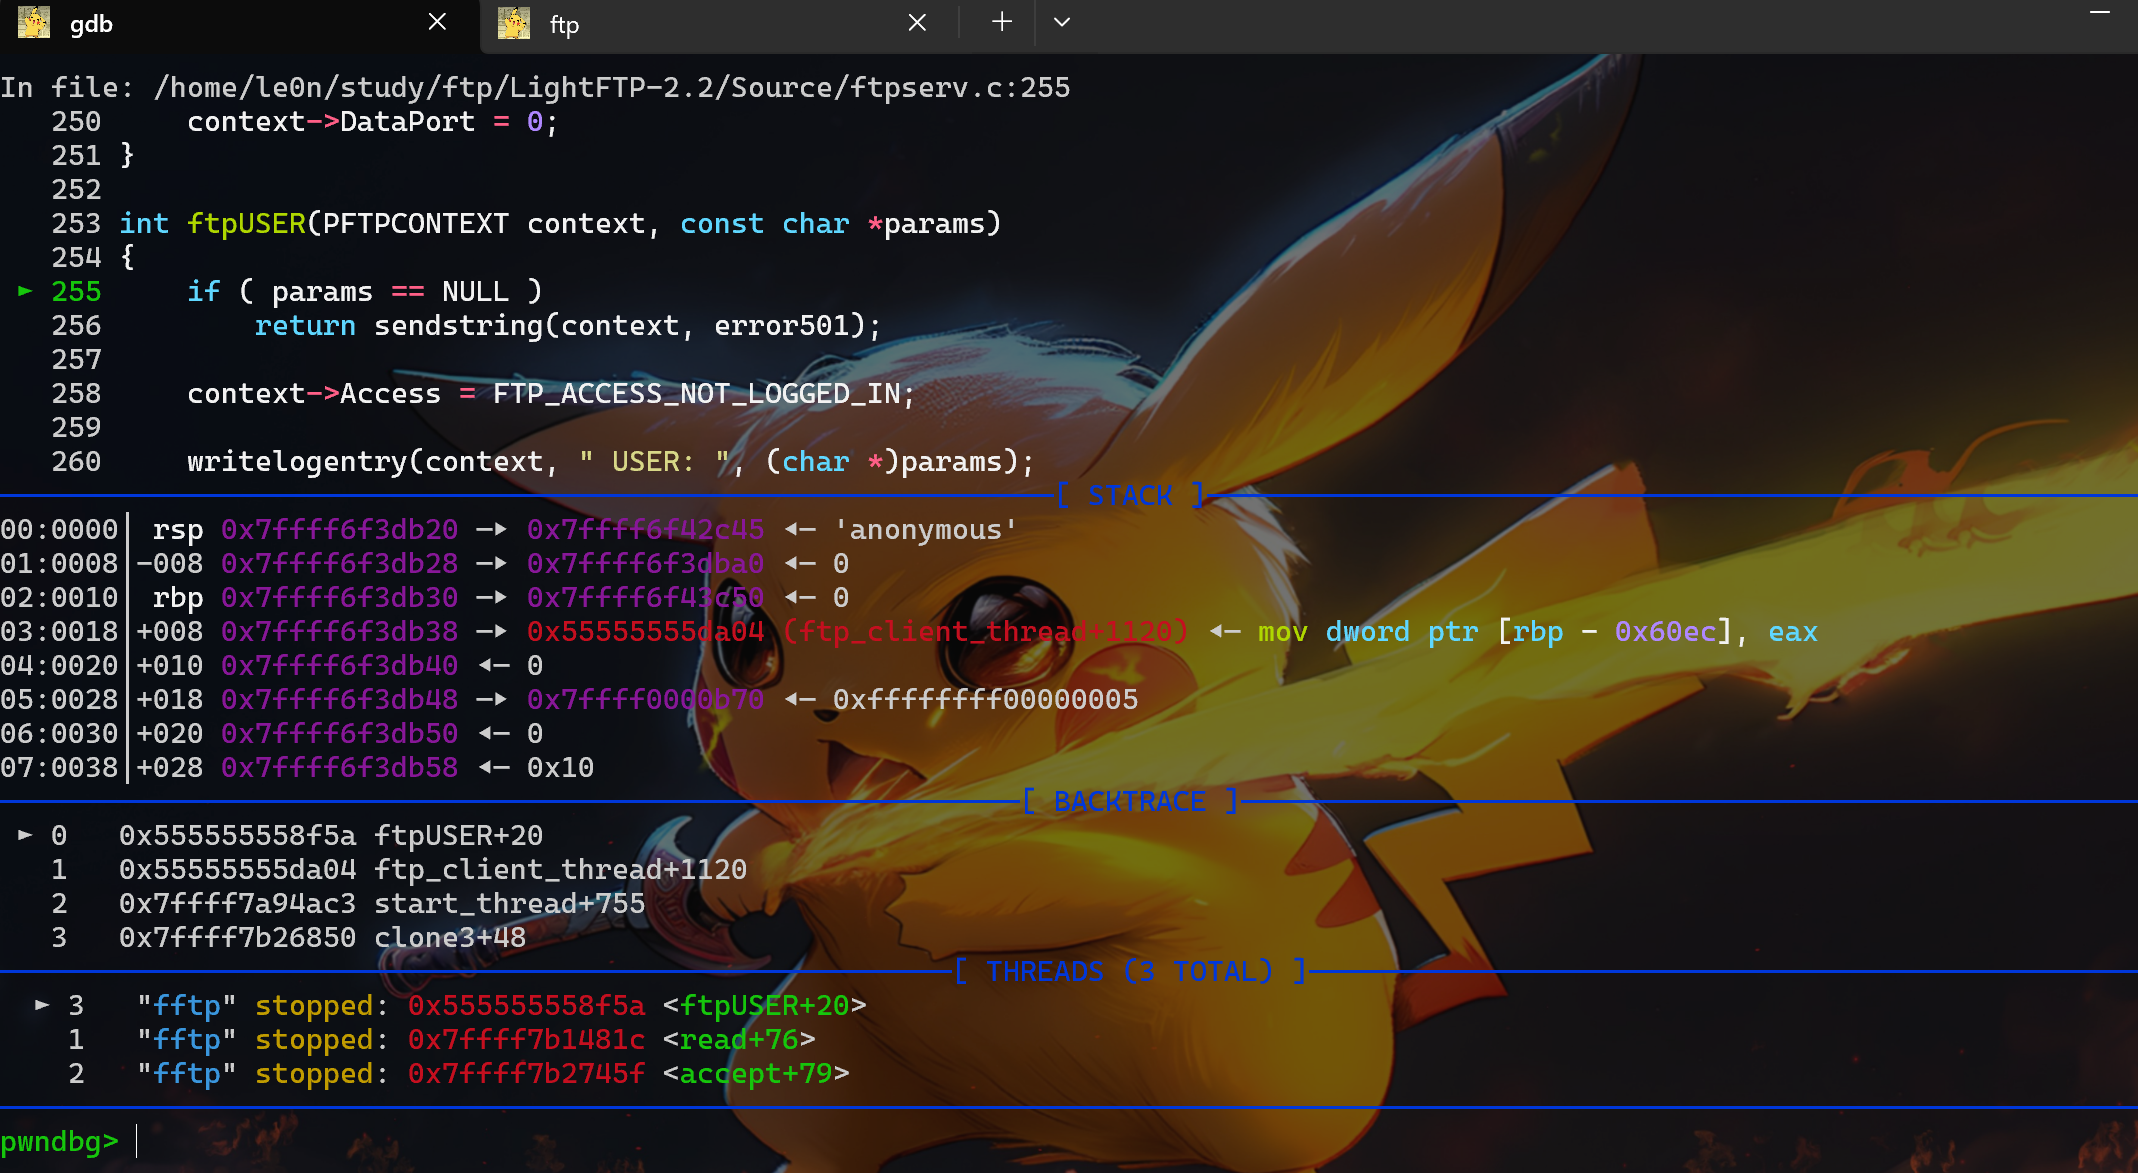 gdb
ftp
In file: /home/le0n/study/ftp/LightFTP-2.2/Source/ftpserv.c:255
250     context->DataPort = 0;
251 }
252
253 int ftpUSER(PFTPCONTEXT context, const char *params)
254 {
► 255     if ( params == NULL )
256         return sendstring(context, error501);
257
258     context->Access = FTP_ACCESS_NOT_LOGGED_IN;
259
260     writelogentry(context, " USER: ", (char *)params);
[ STACK ]
00:0000│ rsp 0x7ffff6f3db20 —▸ 0x7ffff6f42c45 ◂— 'anonymous'
01:0008│-008 0x7ffff6f3db28 —▸ 0x7ffff6f3dba0 ◂— 0
02:0010│ rbp 0x7ffff6f3db30 —▸ 0x7ffff6f43c50 ◂— 0
03:0018│+008 0x7ffff6f3db38 —▸ 0x55555555da04 (ftp_client_thread+1120) ◂— mov dword ptr [rbp - 0x60ec], eax
04:0020│+010 0x7ffff6f3db40 ◂— 0
05:0028│+018 0x7ffff6f3db48 —▸ 0x7ffff0000b70 ◂— 0xffffffff00000005
06:0030│+020 0x7ffff6f3db50 ◂— 0
07:0038│+028 0x7ffff6f3db58 ◂— 0x10
[ BACKTRACE ]
► 0   0x555555558f5a ftpUSER+20
1   0x55555555da04 ftp_client_thread+1120
2   0x7ffff7a94ac3 start_thread+755
3   0x7ffff7b26850 clone3+48
[ THREADS (3 TOTAL) ]
► 3   "fftp" stopped: 0x555555558f5a <ftpUSER+20>
1   "fftp" stopped: 0x7ffff7b1481c <read+76>
2   "fftp" stopped: 0x7ffff7b2745f <accept+79>
pwndbg>